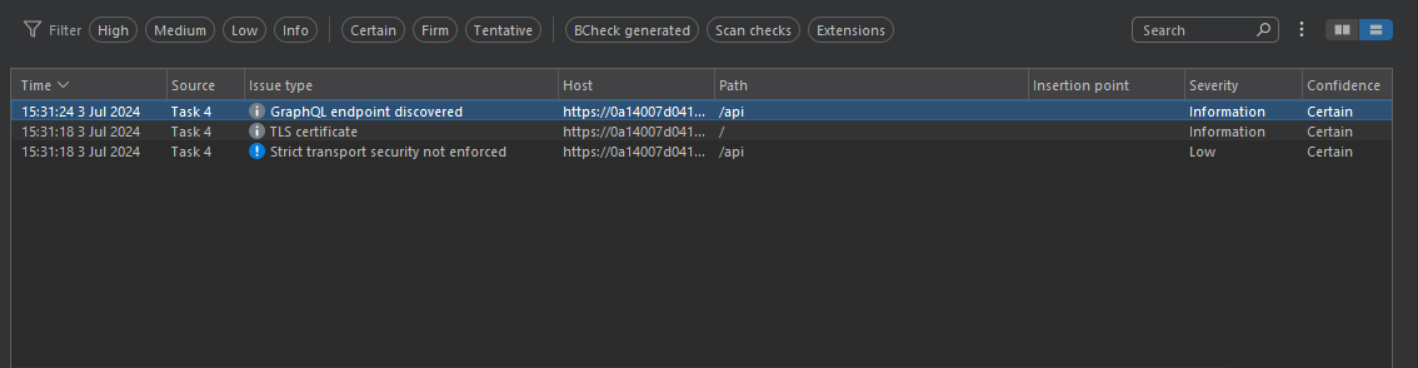 Filter High Medium Low Info Certain Firm Tentative BCheck generated Scan checks Extensions Search
Time Source Issue type Host Path Insertion point Severity Confidence
15:31:24 3 Jul 2024 Task 4 GraphQL endpoint discovered https://0a14007d041... /api Information Certain
15:31:18 3 Jul 2024 Task 4 TLS certificate https://0a14007d041... / Information Certain
15:31:18 3 Jul 2024 Task 4 Strict transport security not enforced https://0a14007d041... /api Low Certain